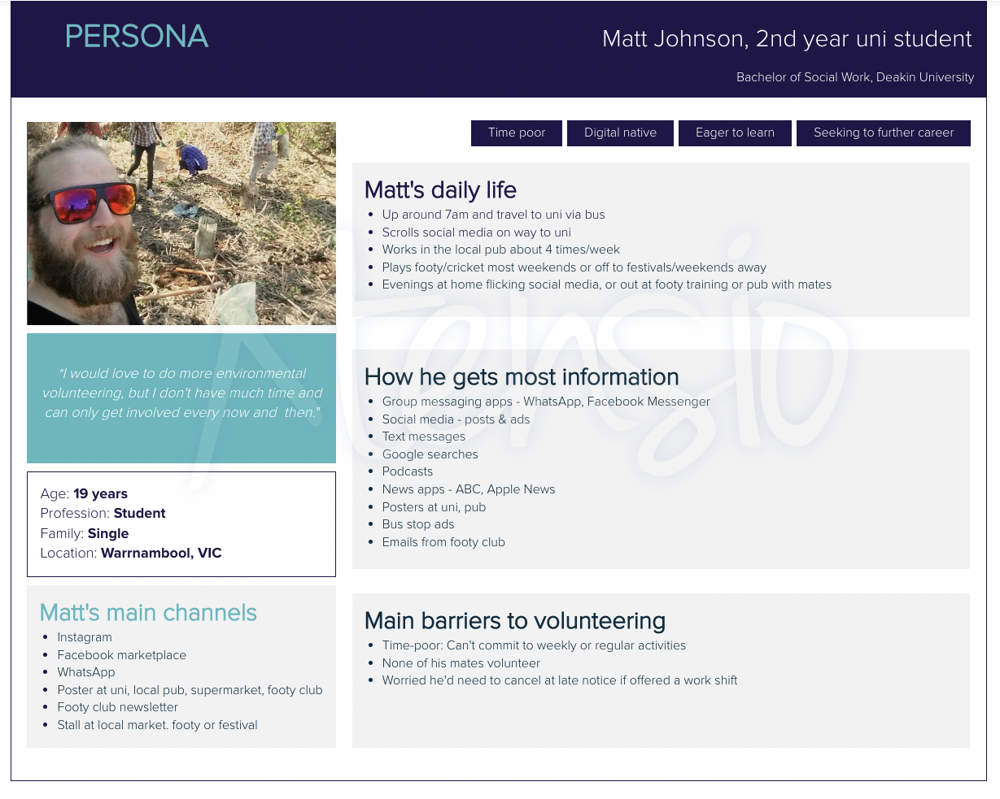 PERSONA
Matt Johnson, 2nd year uni student
Bachelor of Social Work, Deakin University
Time poor
Digital native
Eager to learn
Seeking to further career
"I would love to do more environmental
volunteering, but I don't have much time and
can only get involved every now and  then."
Age: 19 years
Profession: Student
Family: Single
Location: Warrnambool, VIC
Matt's main channels
• Instagram
• Facebook marketplace
• WhatsApp
• Poster at uni, local pub, supermarket, footy club
• Footy club newsletter
• Stall at local market. footy or festival
Matt's daily life
• Up around 7am and travel to uni via bus
• Scrolls social media on way to uni
• Works in the local pub about 4 times/week
• Plays footy/cricket most weekends or off to festivals/weekends away
• Evenings at home flicking social media, or out at footy training or pub with mates
How he gets most information
• Group messaging apps - WhatsApp, Facebook Messenger
• Social media - posts & ads
• Text messages
• Google searches
• Podcasts
• News apps - ABC, Apple News
• Posters at uni, pub
• Bus stop ads
• Emails from footy club
Main barriers to volunteering
• Time-poor: Can't commit to weekly or regular activities
• None of his mates volunteer
• Worried he'd need to cancel at late notice if offered a work shift
Xtensio